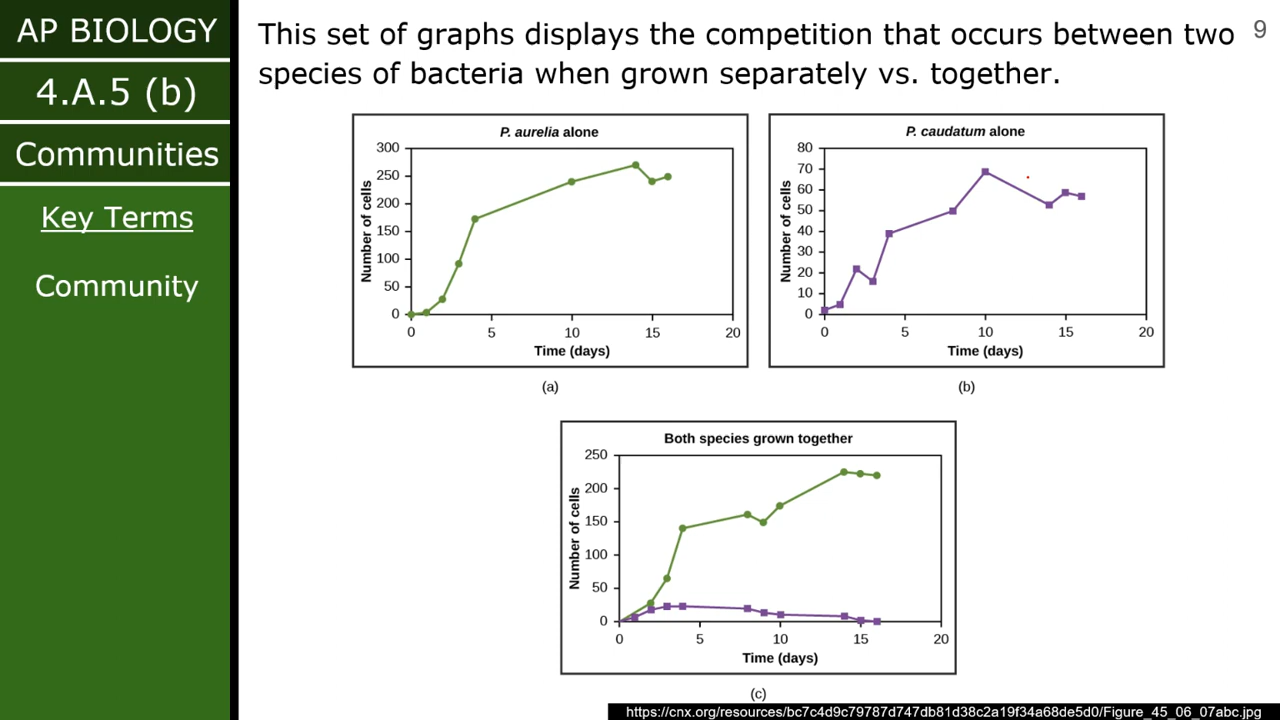 AP BIOLOGY
4.A.5 (b)
Communities
Key Terms
Community
This set of graphs displays the competition that occurs between two
species of bacteria when grown separately vs. together.
9
P. aurelia alone
300
250
200
150
100
50
0
Number of cells
0 5 10 15 20
Time (days)
(a)
P. caudatum alone
80
70
60
50
40
30
20
10
0
Number of cells
0 5 10 15 20
Time (days)
(b)
Both species grown together
250
200
150
100
50
0
Number of cells
0 5 10 15 20
Time (days)
(c)
https://cnx.org/resources/bc7c4d9c79787d747db81d38c2a19f34a68de5d0/Figure_45_06_07abc.jpg